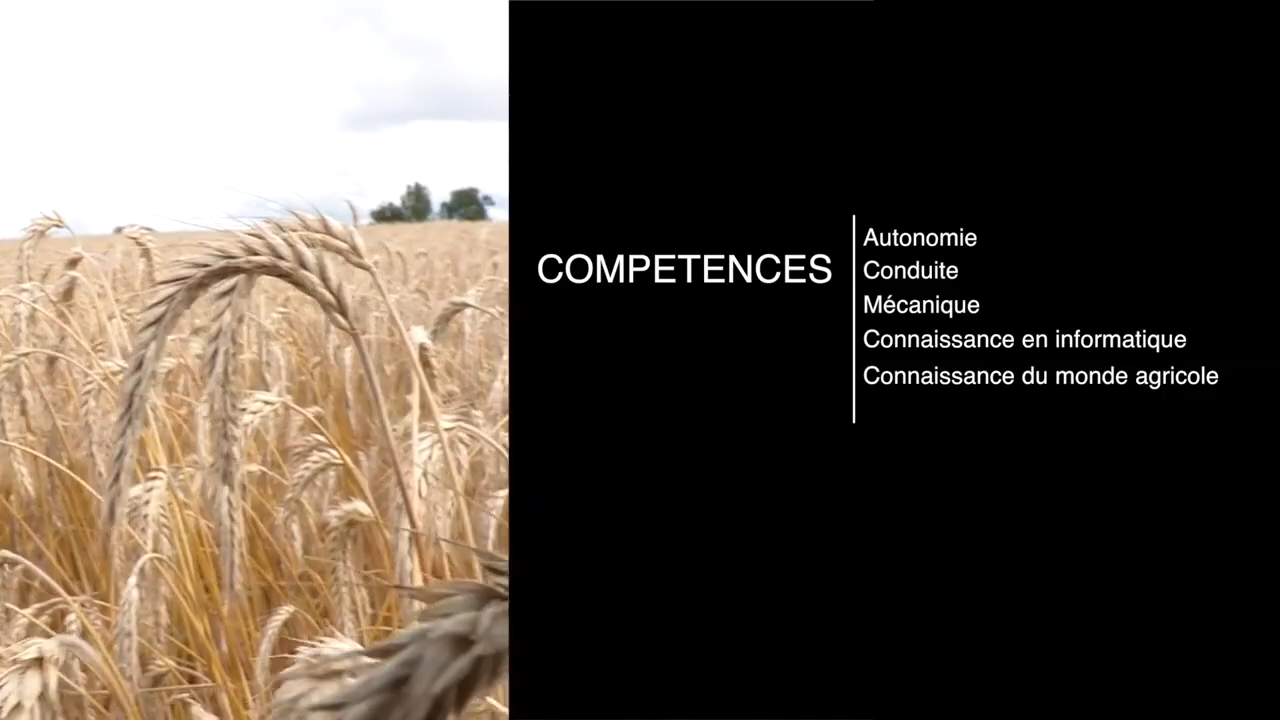 COMPETENCES
Autonomie
Conduite
Mécanique
Connaissance en informatique
Connaissance du monde agricole